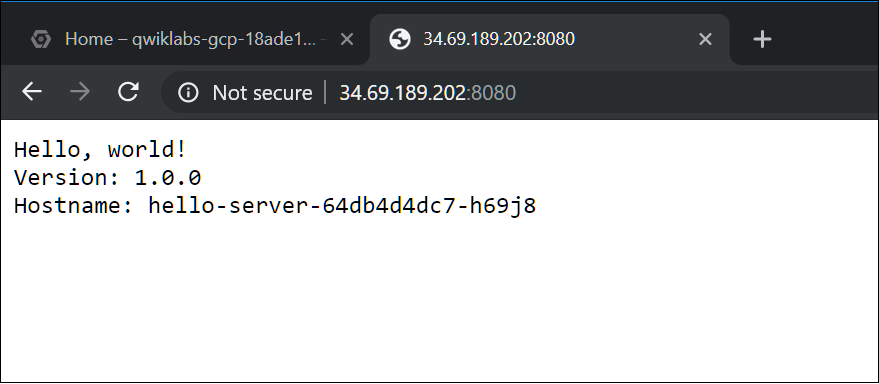 Home – qwiklabs-gcp-18ade1... -
34.69.189.202:8080
Not secure
34.69.189.202:8080
Hello, world!
Version: 1.0.0
Hostname: hello-server-64db4d4dc7-h69j8